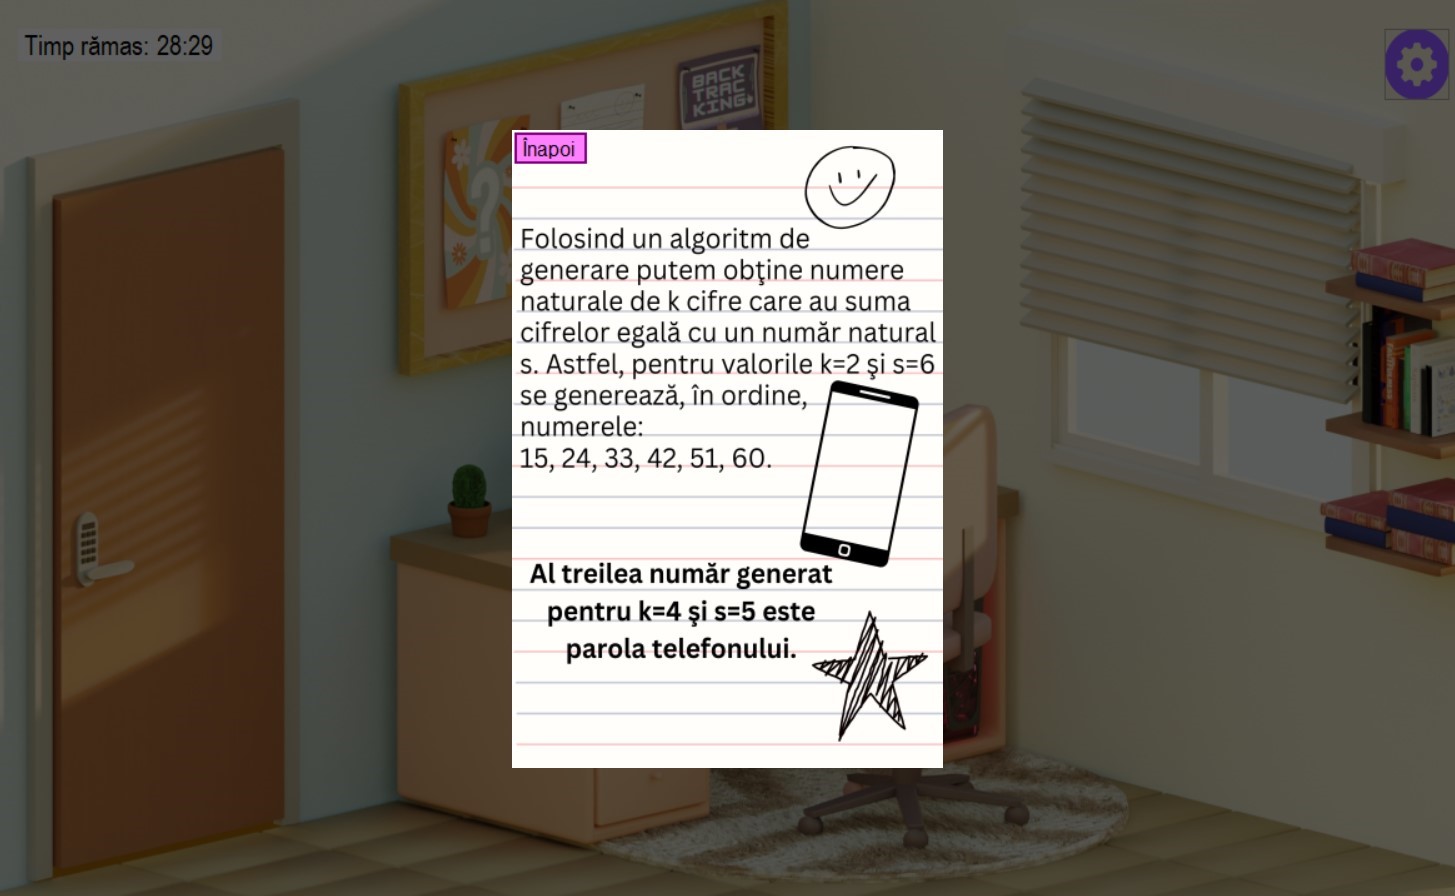 Timp rămas: 28:29
BACK
TRAC
KING
?
Înapoi
Folosind un algoritm de
generare putem obţine numere
naturale de k cifre care au suma
cifrelor egală cu un număr natural
s. Astfel, pentru valorile k=2 şi s=6
se generează, în ordine,
numerele:
15, 24, 33, 42, 51, 60.
Al treilea număr generat
pentru k=4 şi s=5 este
parola telefonului.